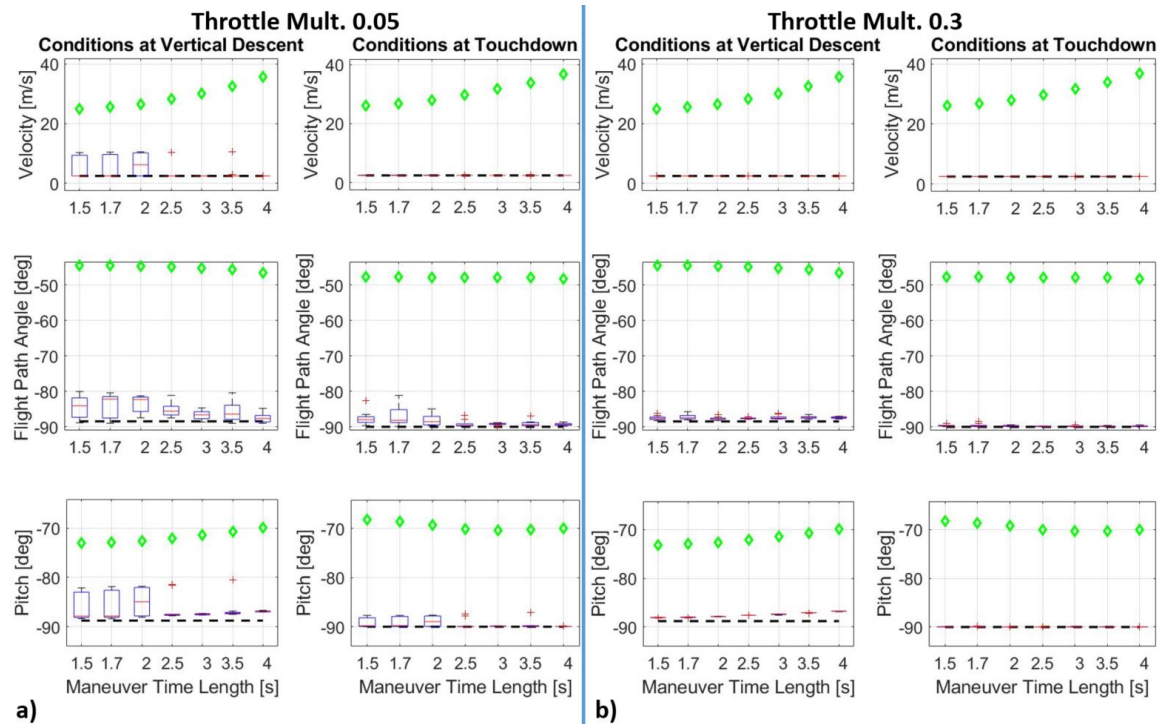 Throttle Mult. 0.05
Conditions at Vertical Descent
Conditions at Touchdown
Velocity [m/s]
40
20
0
1.5 1.7 2 2.5 3 3.5 4
Velocity [m/s]
40
20
0
1.5 1.7 2 2.5 3 3.5 4
Flight Path Angle [deg]
-50
-60
-70
-80
-90
1.5 1.7 2 2.5 3 3.5 4
Flight Path Angle [deg]
-50
-60
-70
-80
-90
1.5 1.7 2 2.5 3 3.5 4
Pitch [deg]
-70
-80
-90
1.5 1.7 2 2.5 3 3.5 4
Maneuver Time Length [s]
Pitch [deg]
-70
-80
-90
1.5 1.7 2 2.5 3 3.5 4
Maneuver Time Length [s]
a)
Throttle Mult. 0.3
Conditions at Vertical Descent
Conditions at Touchdown
Velocity [m/s]
40
20
0
1.5 1.7 2 2.5 3 3.5 4
Velocity [m/s]
40
20
0
1.5 1.7 2 2.5 3 3.5 4
Flight Path Angle [deg]
-50
-60
-70
-80
-90
1.5 1.7 2 2.5 3 3.5 4
Flight Path Angle [deg]
-50
-60
-70
-80
-90
1.5 1.7 2 2.5 3 3.5 4
Pitch [deg]
-70
-80
-90
1.5 1.7 2 2.5 3 3.5 4
Maneuver Time Length [s]
Pitch [deg]
-70
-80
-90
1.5 1.7 2 2.5 3 3.5 4
Maneuver Time Length [s]
b)